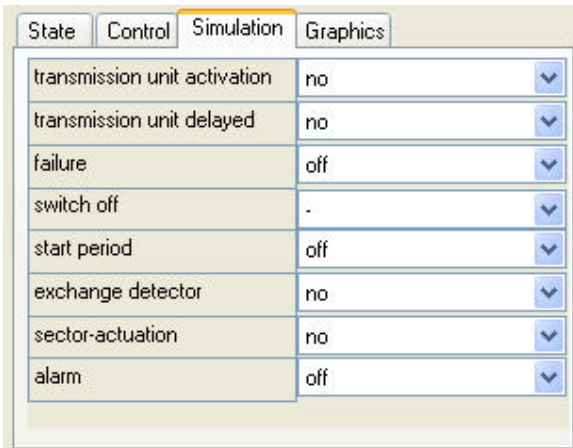 State Control Simulation Graphics
transmission unit activation no
transmission unit delayed no
failure off
switch off -
start period off
exchange detector no
sector-actuation no
alarm off